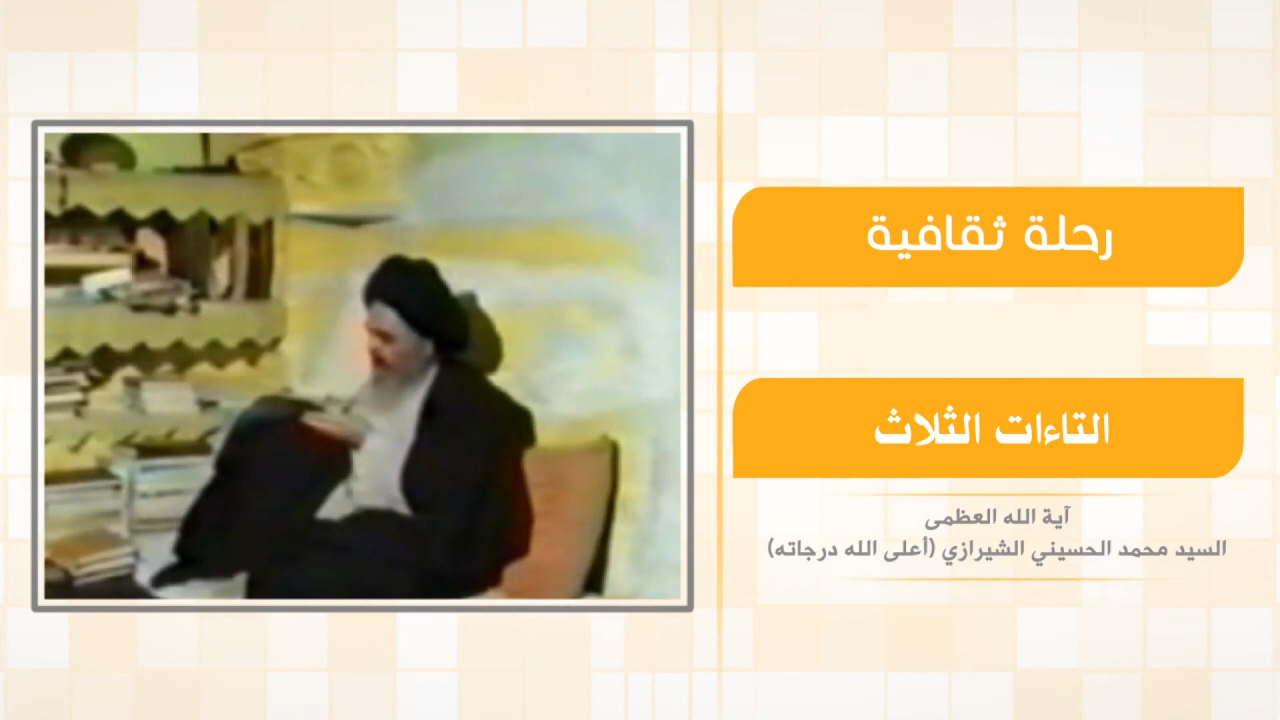 رحلة ثقافية
التاءات الثلاث
آية الله العظمى
السيد محمد الحسيني الشيرازي (أعلى الله درجاته)